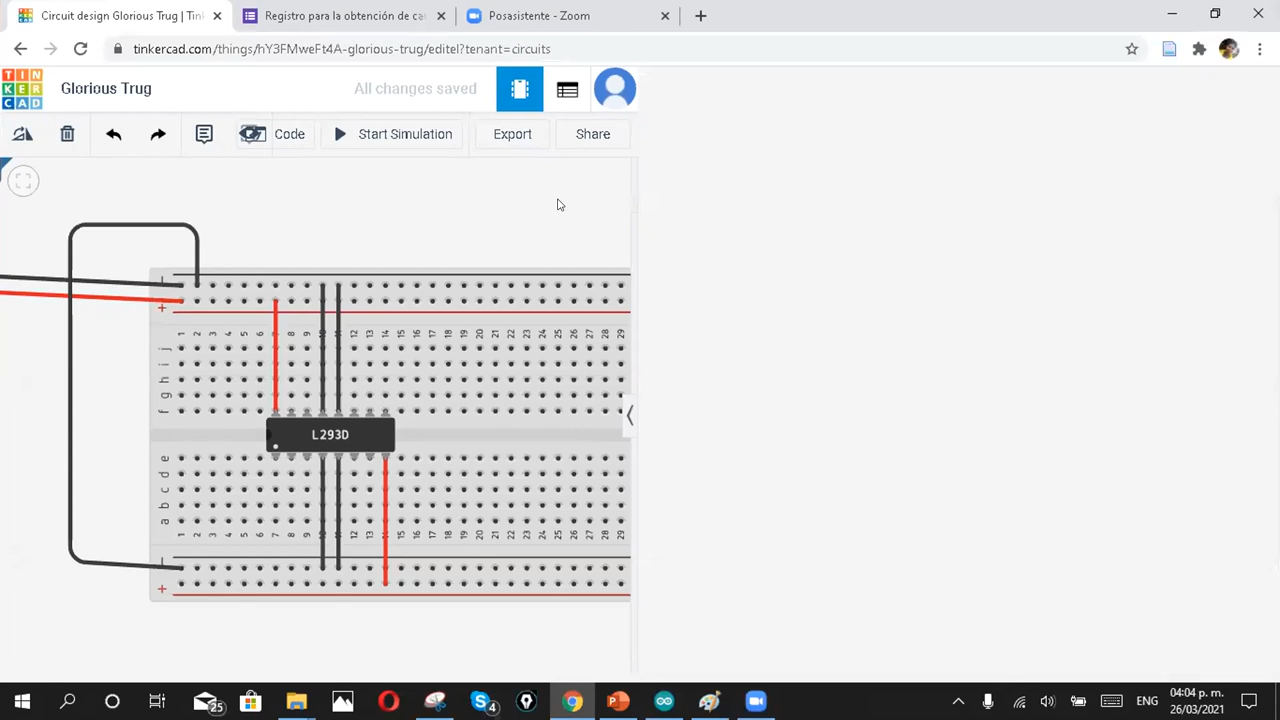 Circuit design Glorious Trug | Tink
Registro para la obtención de ca
Posasistente - Zoom
tinkercad.com/things/hY3FMweFt4A-glorious-trug/editel?tenant=circuits
TIN
KER
CAD
Glorious Trug
All changes saved
Code
Start Simulation
Export
Share
+
1 2 3 4 5 6 7 8 9 10 11 12 13 14 15 16 17 18 19 20 21 22 23 24 25 26 27 28 29
j
i
h
g
f
L293D
e
d
c
b
a
1 2 3 4 5 6 7 8 9 10 11 12 13 14 15 16 17 18 19 20 21 22 23 24 25 26 27 28 29
+
25
4
ENG
04:04 p. m.
26/03/2021